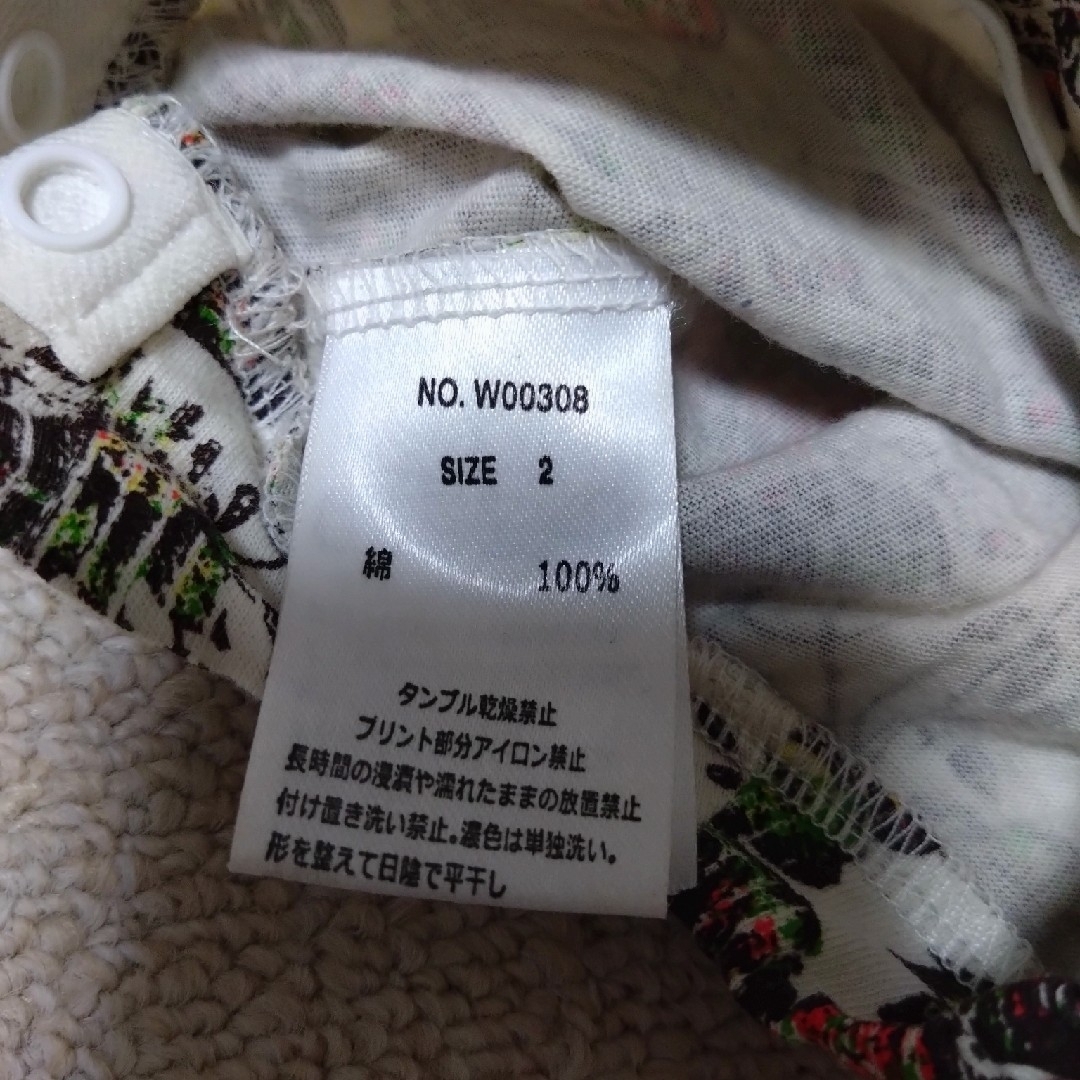 NO. W00308
SIZE 2
綿 100%
タンブル乾燥禁止
プリント部分アイロン禁止
長時間の浸漬や濡れたままの放置禁止
付け置き洗い禁止。濃色は単独洗い。
形を整えて日陰で平干し